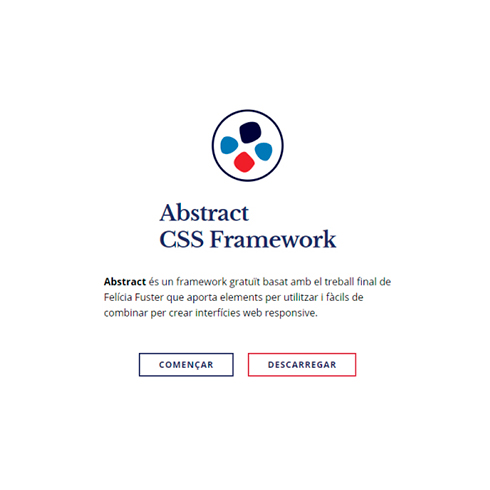 Abstract
CSS Framework
Abstract és un framework gratuït basat amb el treball final de
Felícia Fuster que aporta elements per utilitzar i fàcils de
combinar per crear interfícies web responsive.
COMENÇAR
DESCARREGAR